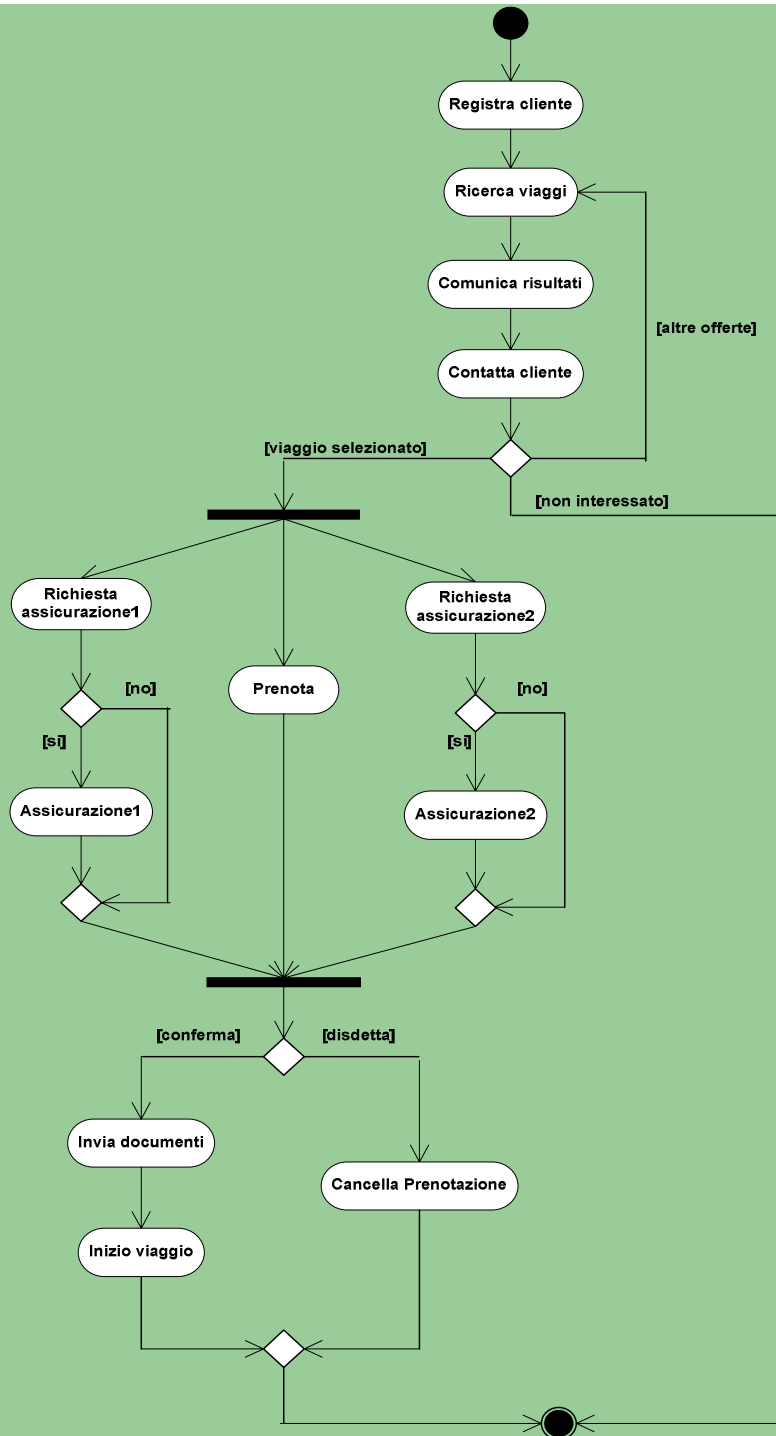 Registra cliente
Ricerca viaggi
Comunica risultati
[altre offerte]
Contatta cliente
[viaggio selezionato]
[non interessato]
Richiesta
assicurazione1
Richiesta
assicurazione2
[no]
Prenota
[no]
[si]
[si]
Assicurazione1
Assicurazione2
[conferma]
[disdetta]
Invia documenti
Cancella Prenotazione
Inizio viaggio